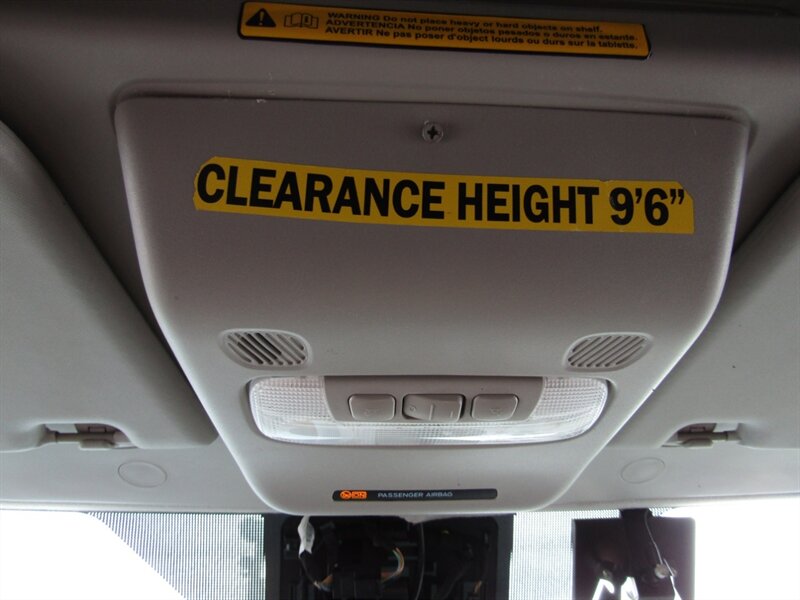 WARNING Do not place heavy or hard objects on shelf.
ADVERTENCIA No poner objetos pesados o duros en estante.
AVERTIR Ne pas poser d'object lourds ou durs sur la tablette.
CLEARANCE HEIGHT 9'6"
ON PASSENGER AIRBAG